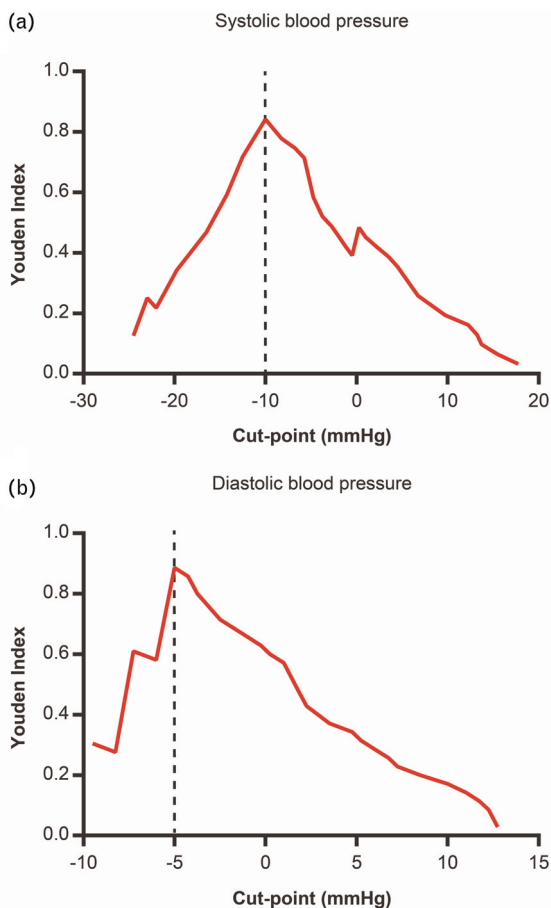 (a)
Systolic blood pressure
1.0
0.8
0.6
0.4
0.2
0.0
Youden Index
-30 -20 -10 0 10 20
Cut-point (mmHg)
(b)
Diastolic blood pressure
1.0
0.8
0.6
0.4
0.2
0.0
Youden Index
-10 -5 0 5 10 15
Cut-point (mmHg)